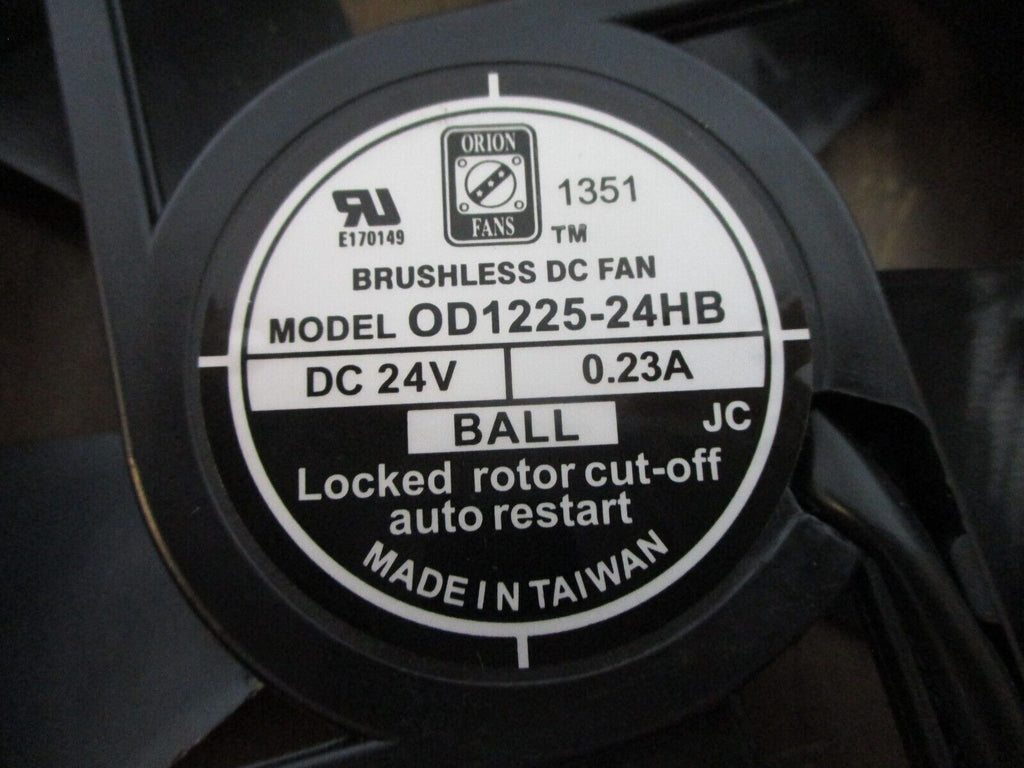 ORION
FANS
1351
TM
RU
E170149
BRUSHLESS DC FAN
MODEL OD1225-24HB
DC 24V
0.23A
BALL
JC
Locked rotor cut-off
auto restart
MADE IN TAIWAN